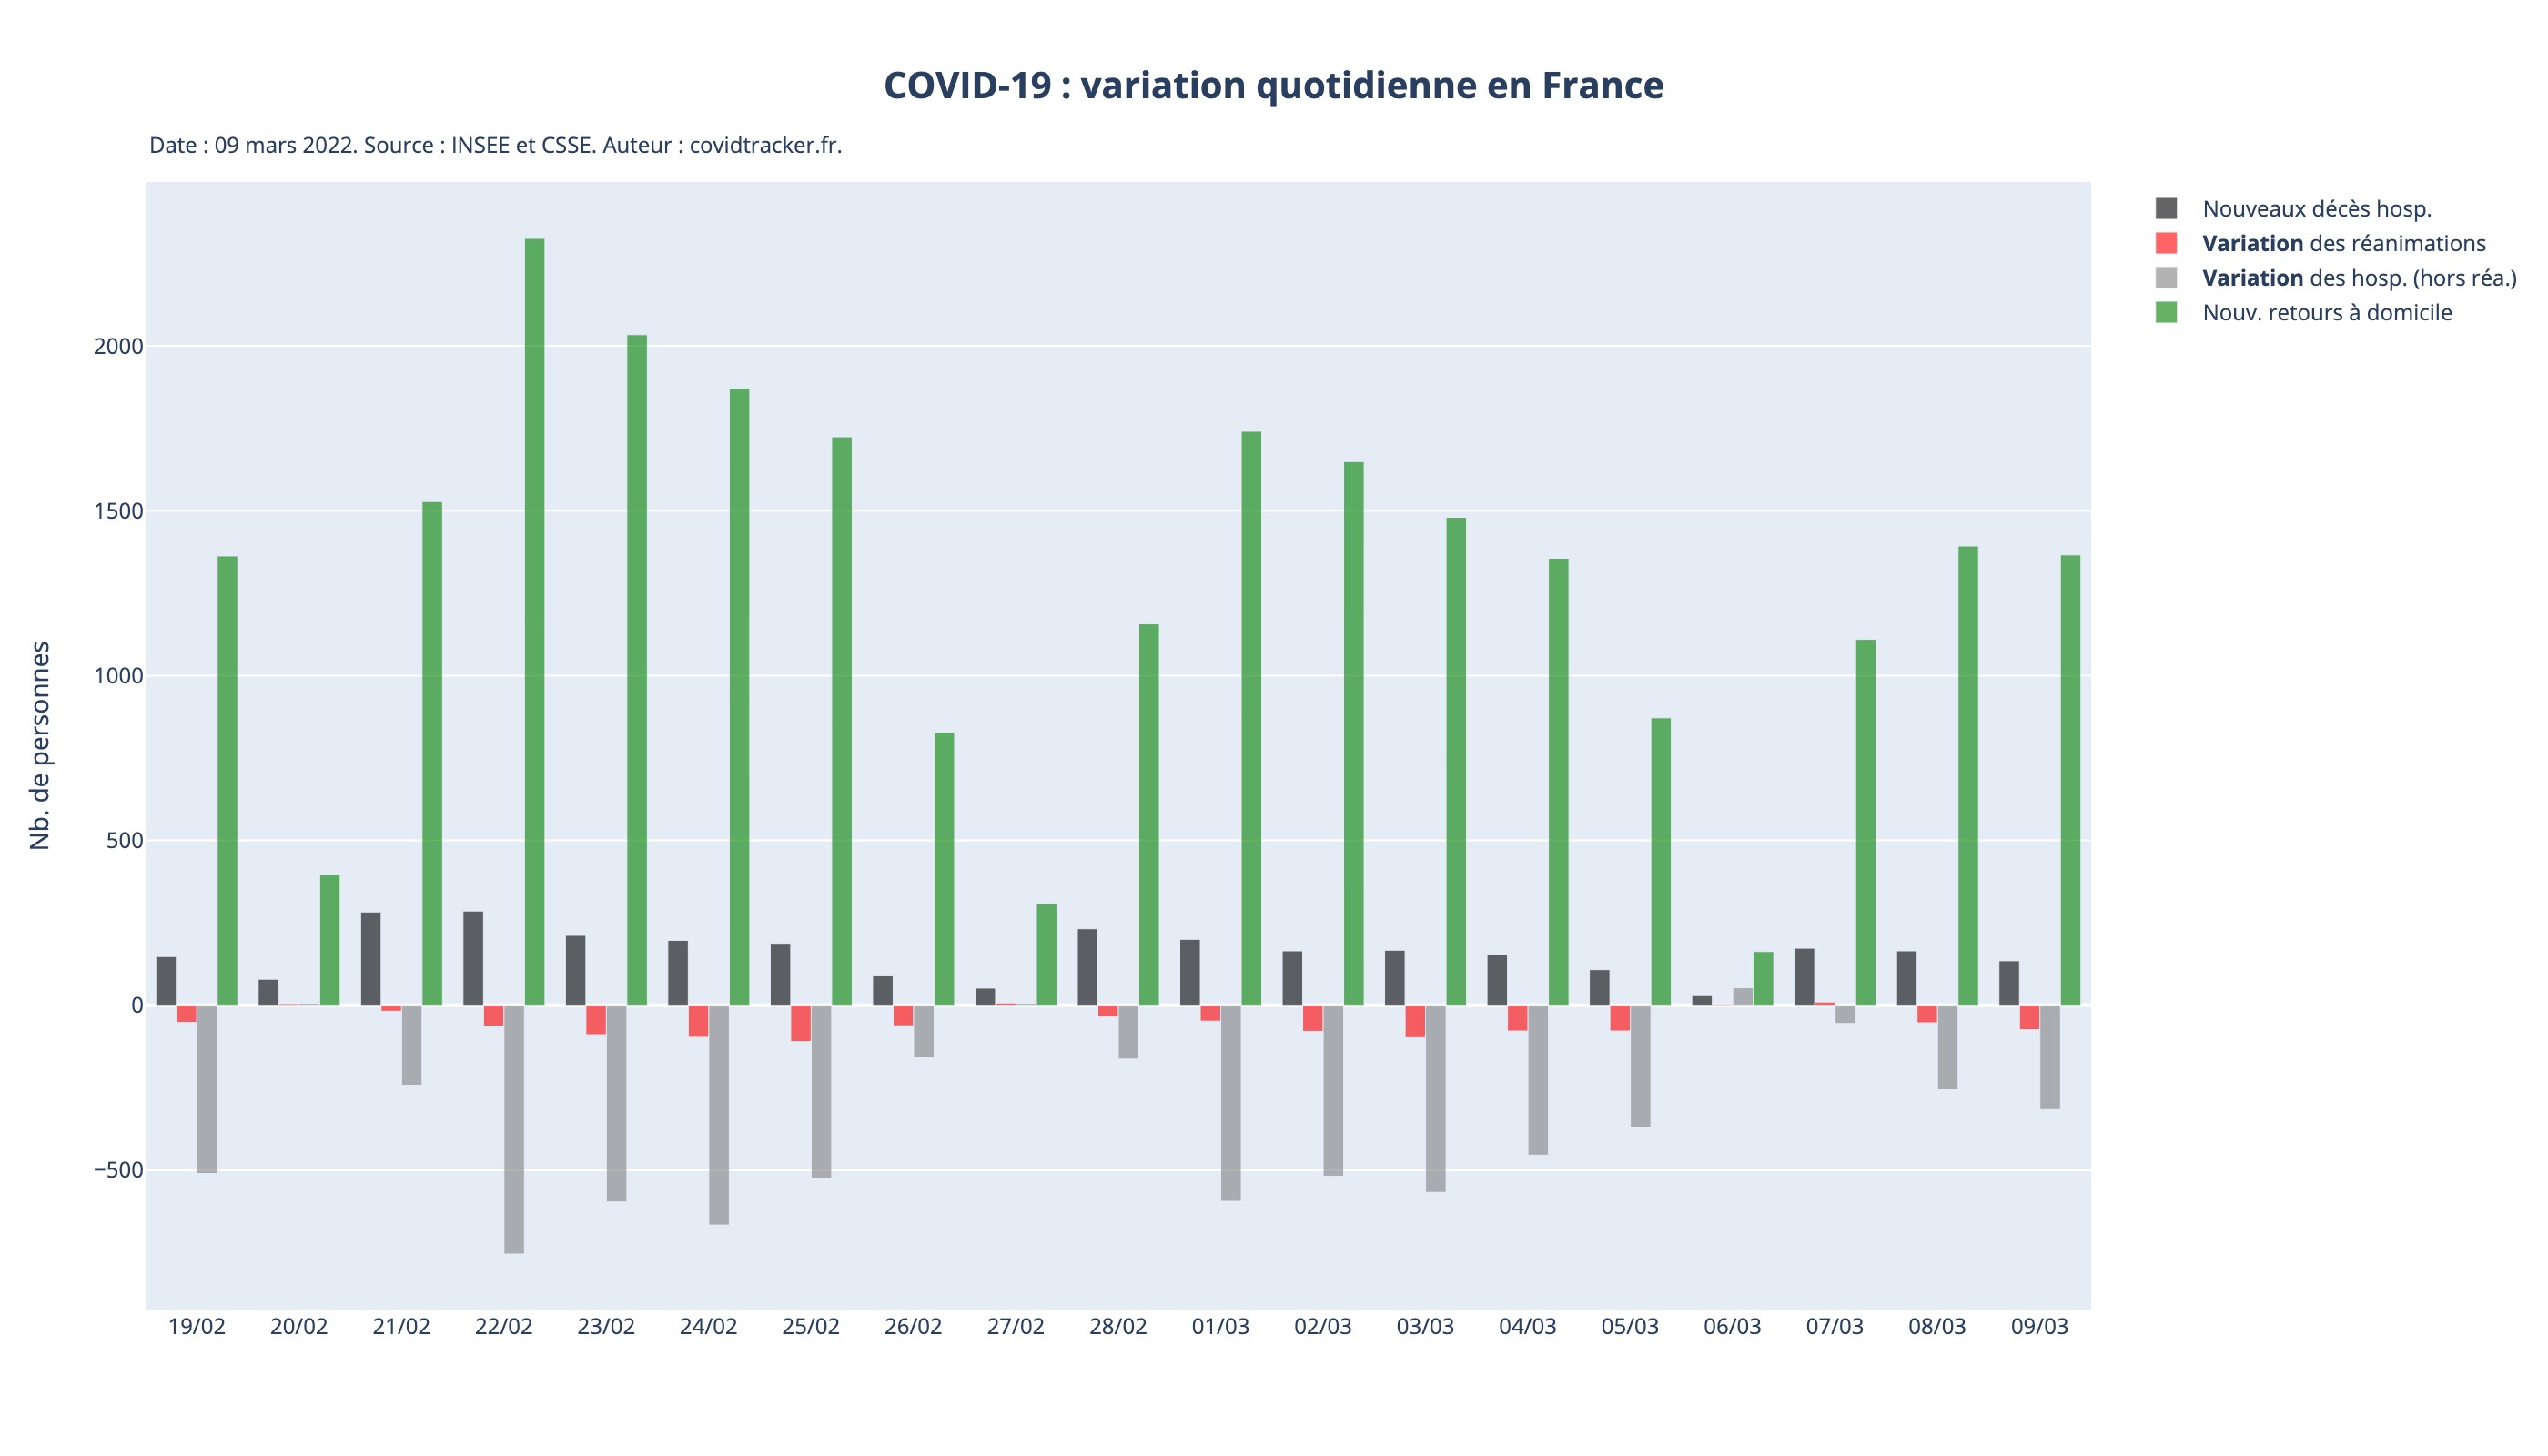 COVID-19 : variation quotidienne en France
Date : 09 mars 2022. Source : INSEE et CSSE. Auteur : covidtracker.fr.
Nouveaux décès hosp.
Variation des réanimations
Variation des hosp. (hors réa.)
Nouv. retours à domicile
Nb. de personnes
2000
1500
1000
500
0
−500
19/02 20/02 21/02 22/02 23/02 24/02 25/02 26/02 27/02 28/02 01/03 02/03 03/03 04/03 05/03 06/03 07/03 08/03 09/03